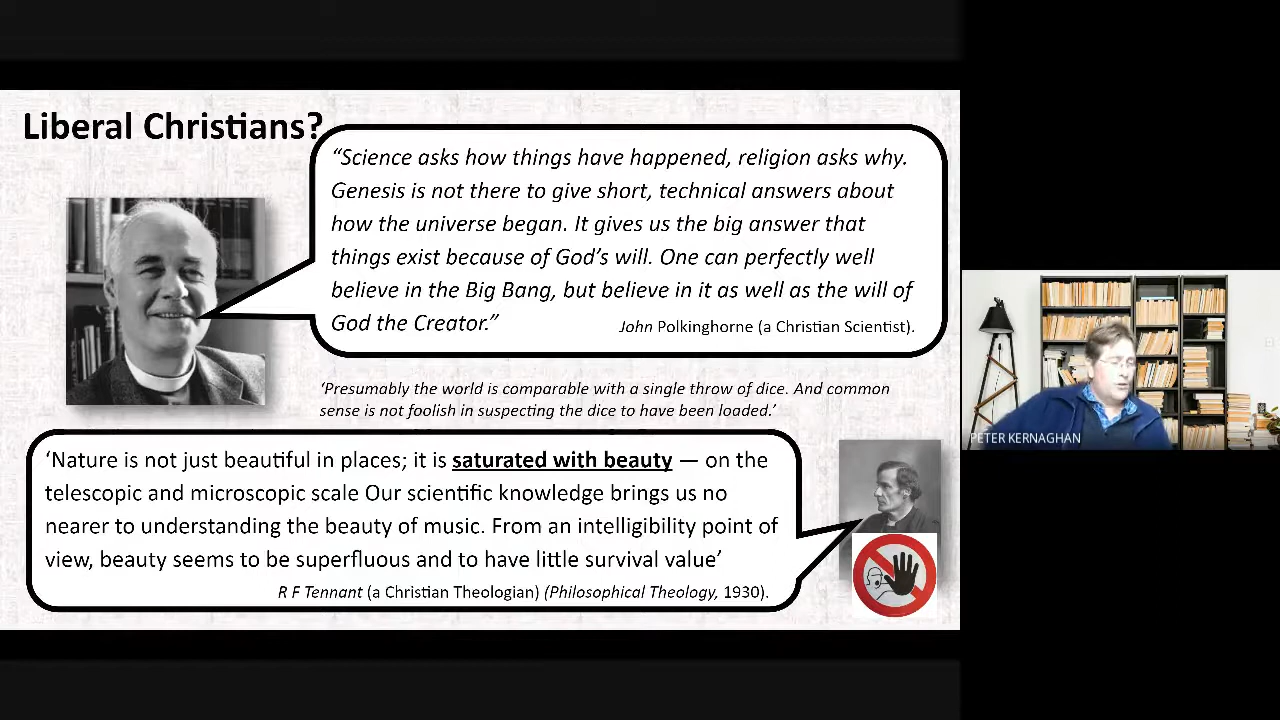 Liberal Christians?
“Science asks how things have happened, religion asks why.
Genesis is not there to give short, technical answers about
how the universe began. It gives us the big answer that
things exist because of God’s will. One can perfectly well
believe in the Big Bang, but believe in it as well as the will of
God the Creator.”
John Polkinghorne (a Christian Scientist).
‘Presumably the world is comparable with a single throw of dice. And common
sense is not foolish in suspecting the dice to have been loaded.’
‘Nature is not just beautiful in places; it is saturated with beauty — on the
telescopic and microscopic scale Our scientific knowledge brings us no
nearer to understanding the beauty of music. From an intelligibility point of
view, beauty seems to be superfluous and to have little survival value’
R F Tennant (a Christian Theologian) (Philosophical Theology, 1930).
PETER KERNAGHAN